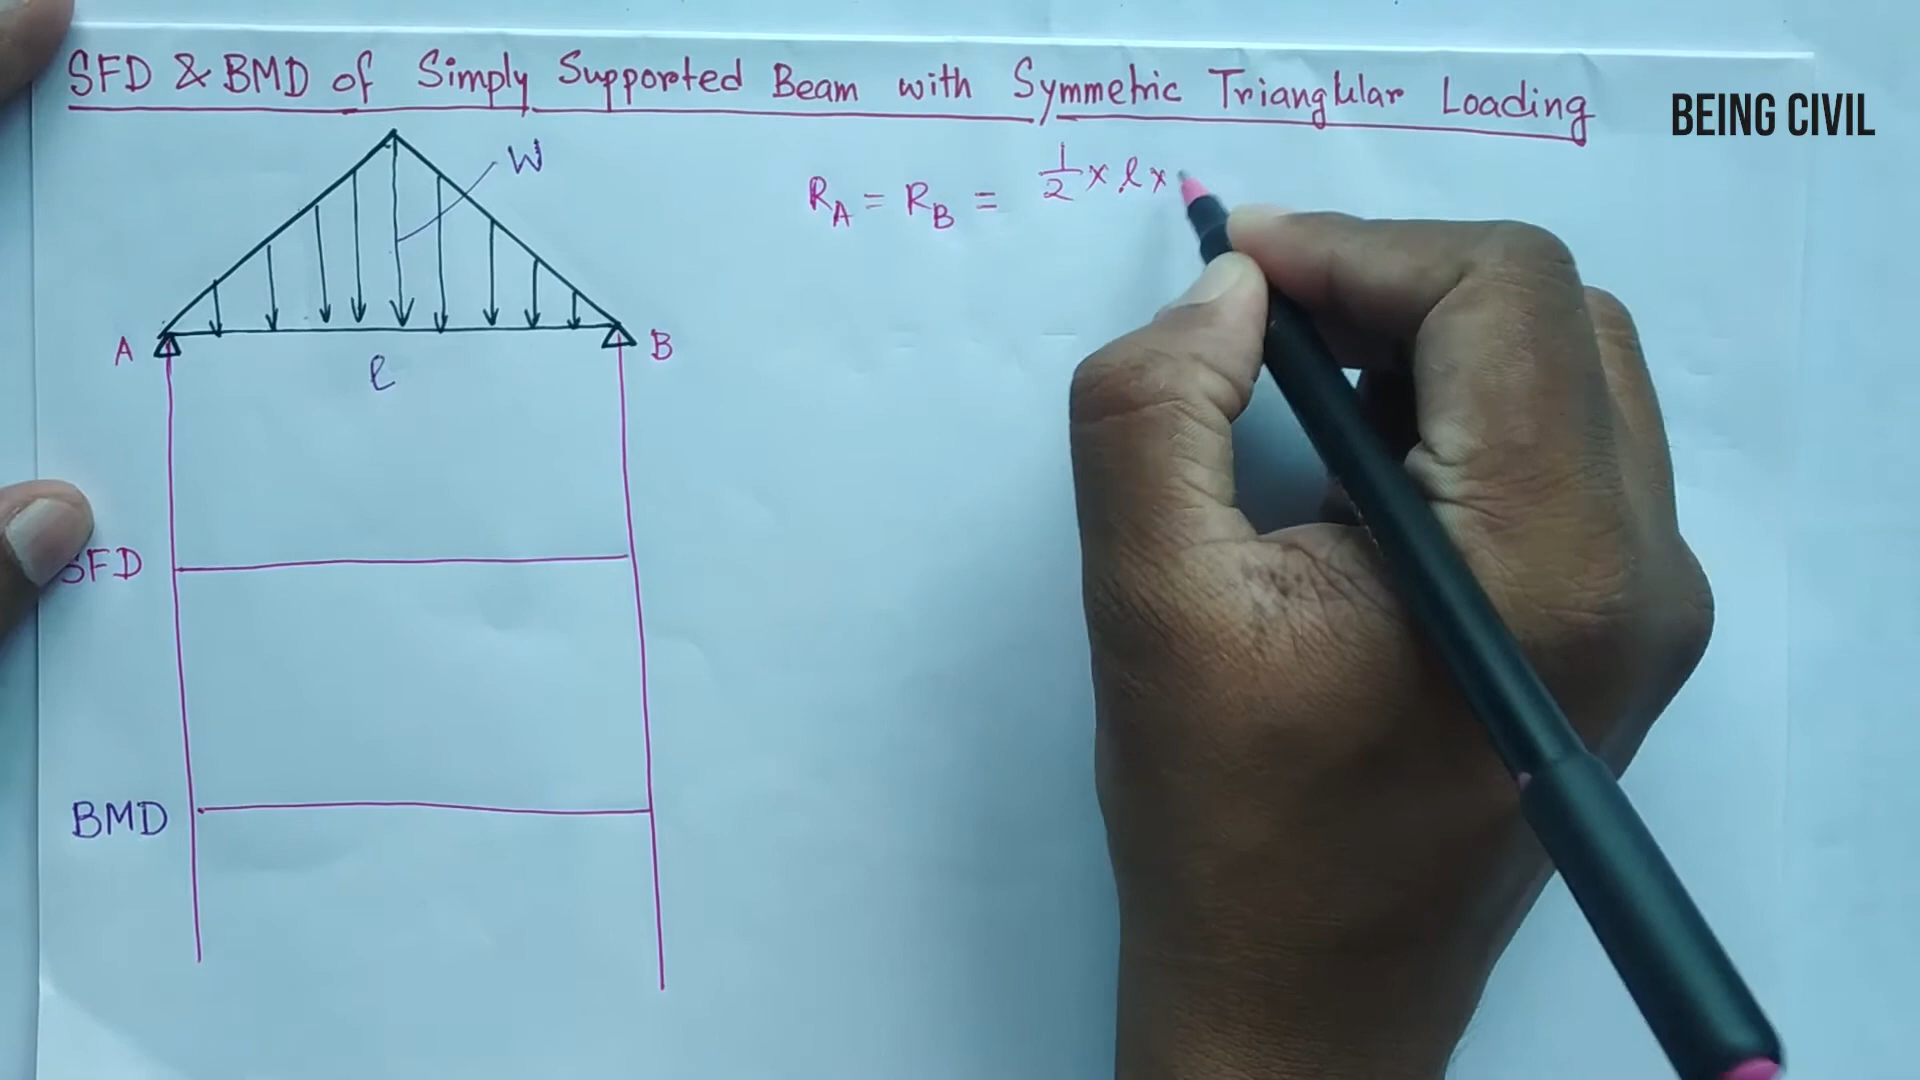 SFD & BMD of Simply Supported Beam with Symmetric Triangular Loading
BEING CIVIL
W
R_A = R_B = 1/2 × l ×
A
B
l
SFD
BMD